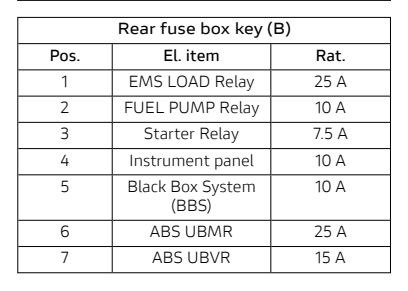 Rear fuse box key (B)
Pos. El. item Rat.
1 EMS LOAD Relay 25 A
2 FUEL PUMP Relay 10 A
3 Starter Relay 7.5 A
4 Instrument panel 10 A
5 Black Box System 10 A
(BBS)
6 ABS UBMR 25 A
7 ABS UBVR 15 A